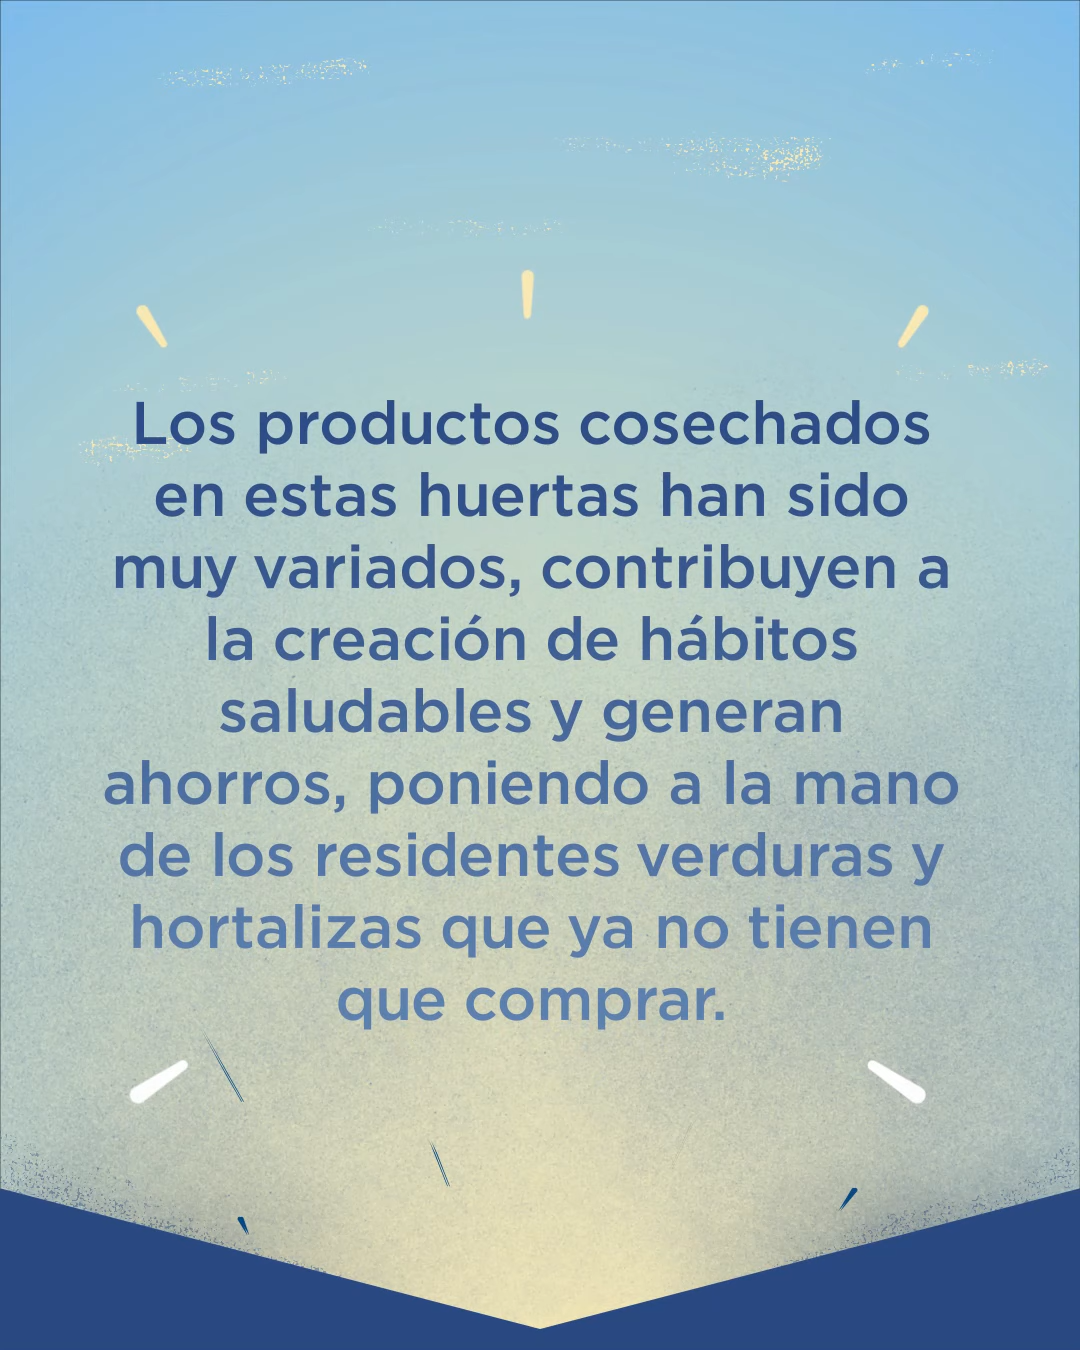 Los productos cosechados
en estas huertas han sido
muy variados, contribuyen a
la creación de hábitos
saludables y generan
ahorros, poniendo a la mano
de los residentes verduras y
hortalizas que ya no tienen
que comprar.